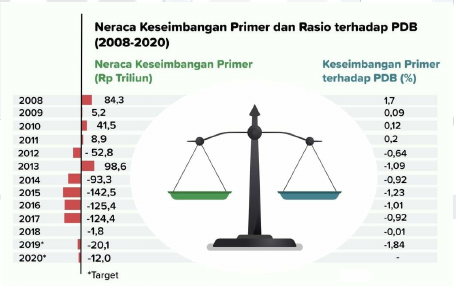 Neraca Keseimbangan Primer dan Rasio terhadap PDB
(2008-2020)
Neraca Keseimbangan Primer
(Rp Triliun)
Keseimbangan Primer
terhadap PDB (%)
2008 84,3 1,7
2009 5,2 0,09
2010 41,5 0,12
2011 8,9 0,2
2012 - 52,8 -0,64
2013 98,6 -1,09
2014 -93,3 -0,92
2015 -142,5 -1,23
2016 -125,4 -1,01
2017 -124,4 -0,92
2018 -1,8 -0,01
2019* -20,1 -1,84
2020* -12,0 -
*Target